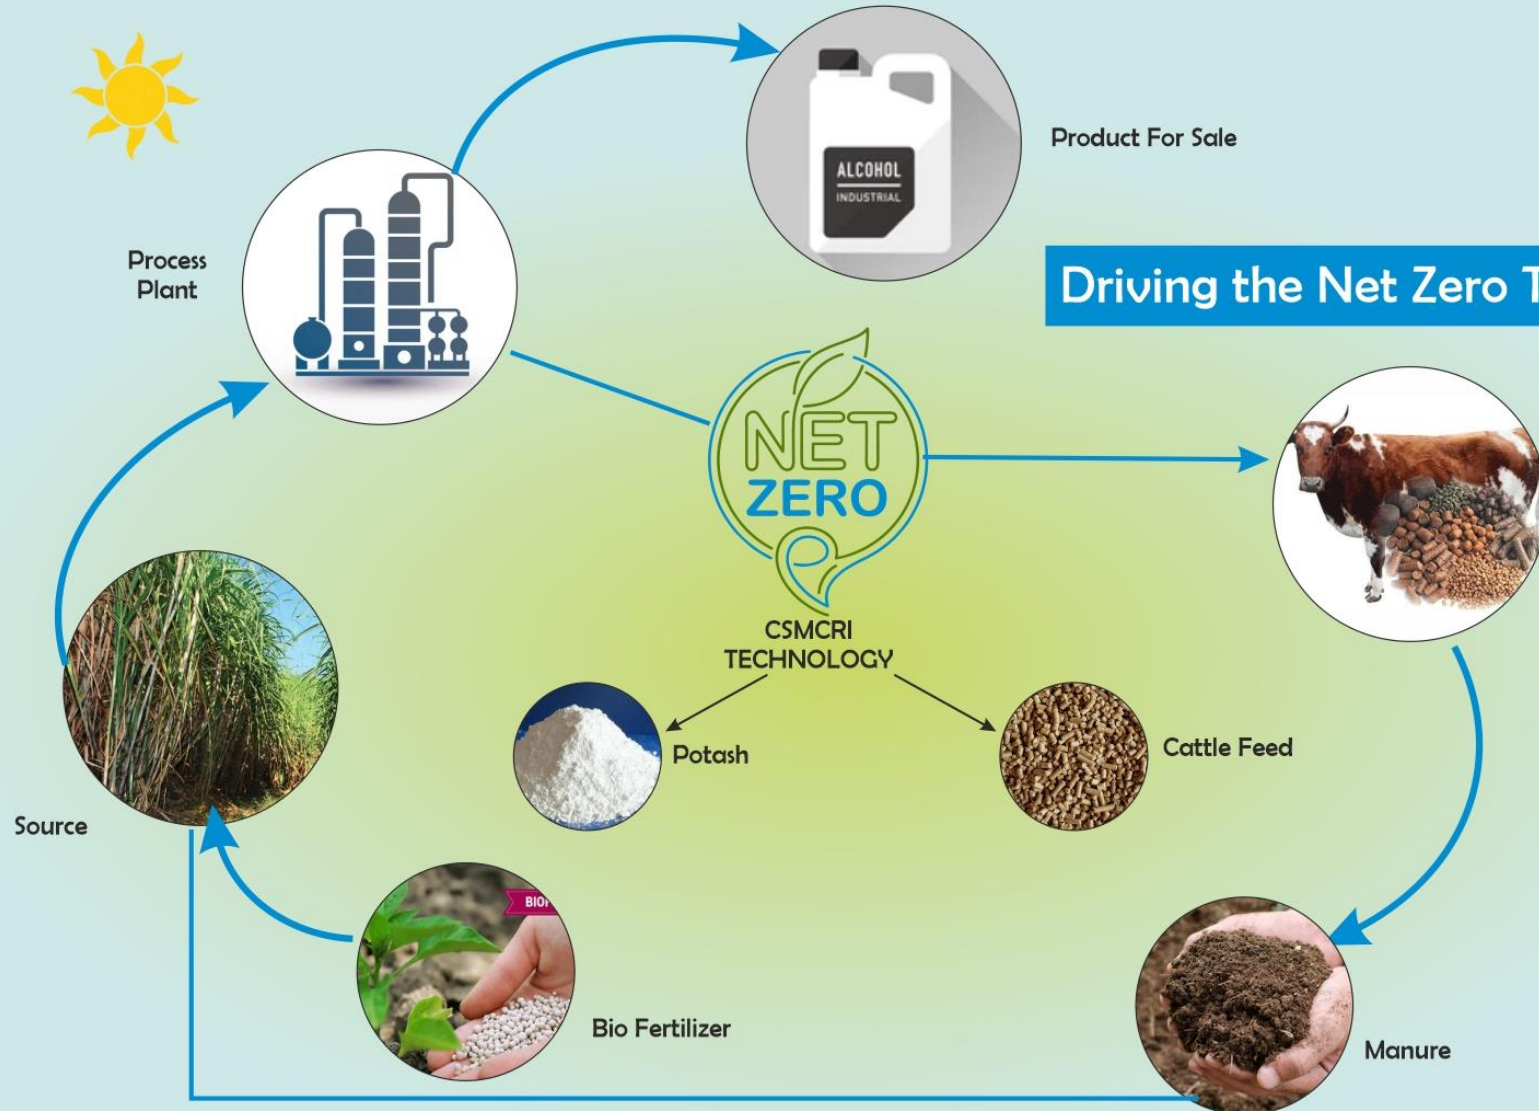 Product For Sale
ALCOHOL
INDUSTRIAL
Process
Plant
Driving the Net Zero
NET
ZERO
CSMCRI
TECHNOLOGY
Potash
Cattle Feed
Source
Bio Fertilizer
Manure